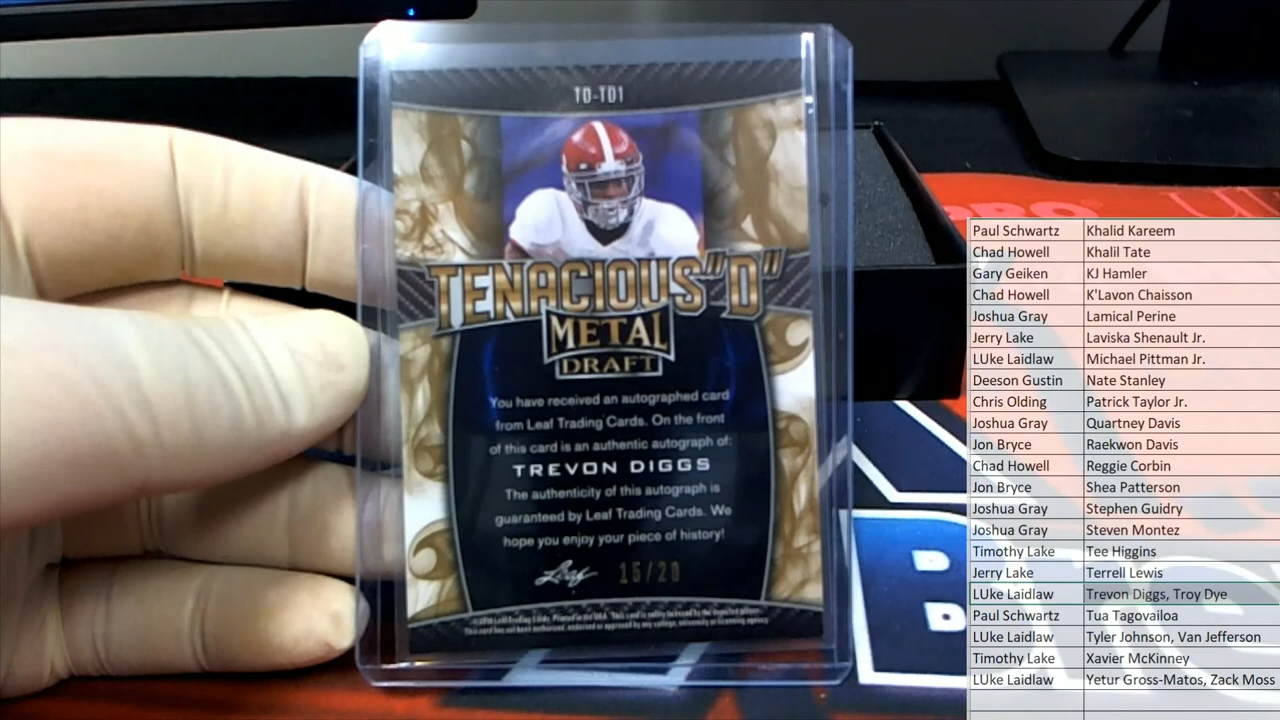 TD-TD1
TENACIOUS "D"
METAL
DRAFT
You have received an autographed card
from Leaf Trading Cards. On the front
of this card is an authentic autograph of:
TREVON DIGGS
The authenticity of this autograph is
guaranteed by Leaf Trading Cards. We
hope you enjoy your piece of history!
Leaf 15/20
Paul Schwartz Khalid Kareem
Chad Howell Khalil Tate
Gary Geiken KJ Hamler
Chad Howell K'Lavon Chaisson
Joshua Gray Lamical Perine
Jerry Lake Laviska Shenault Jr.
LUke Laidlaw Michael Pittman Jr.
Deeson Gustin Nate Stanley
Chris Olding Patrick Taylor Jr.
Joshua Gray Quartney Davis
Jon Bryce Raekwon Davis
Chad Howell Reggie Corbin
Jon Bryce Shea Patterson
Joshua Gray Stephen Guidry
Joshua Gray Steven Montez
Timothy Lake Tee Higgins
Jerry Lake Terrell Lewis
LUke Laidlaw Trevon Diggs, Troy Dye
Paul Schwartz Tua Tagovailoa
LUke Laidlaw Tyler Johnson, Van Jefferson
Timothy Lake Xavier McKinney
LUke Laidlaw Yetur Gross-Matos, Zack Moss